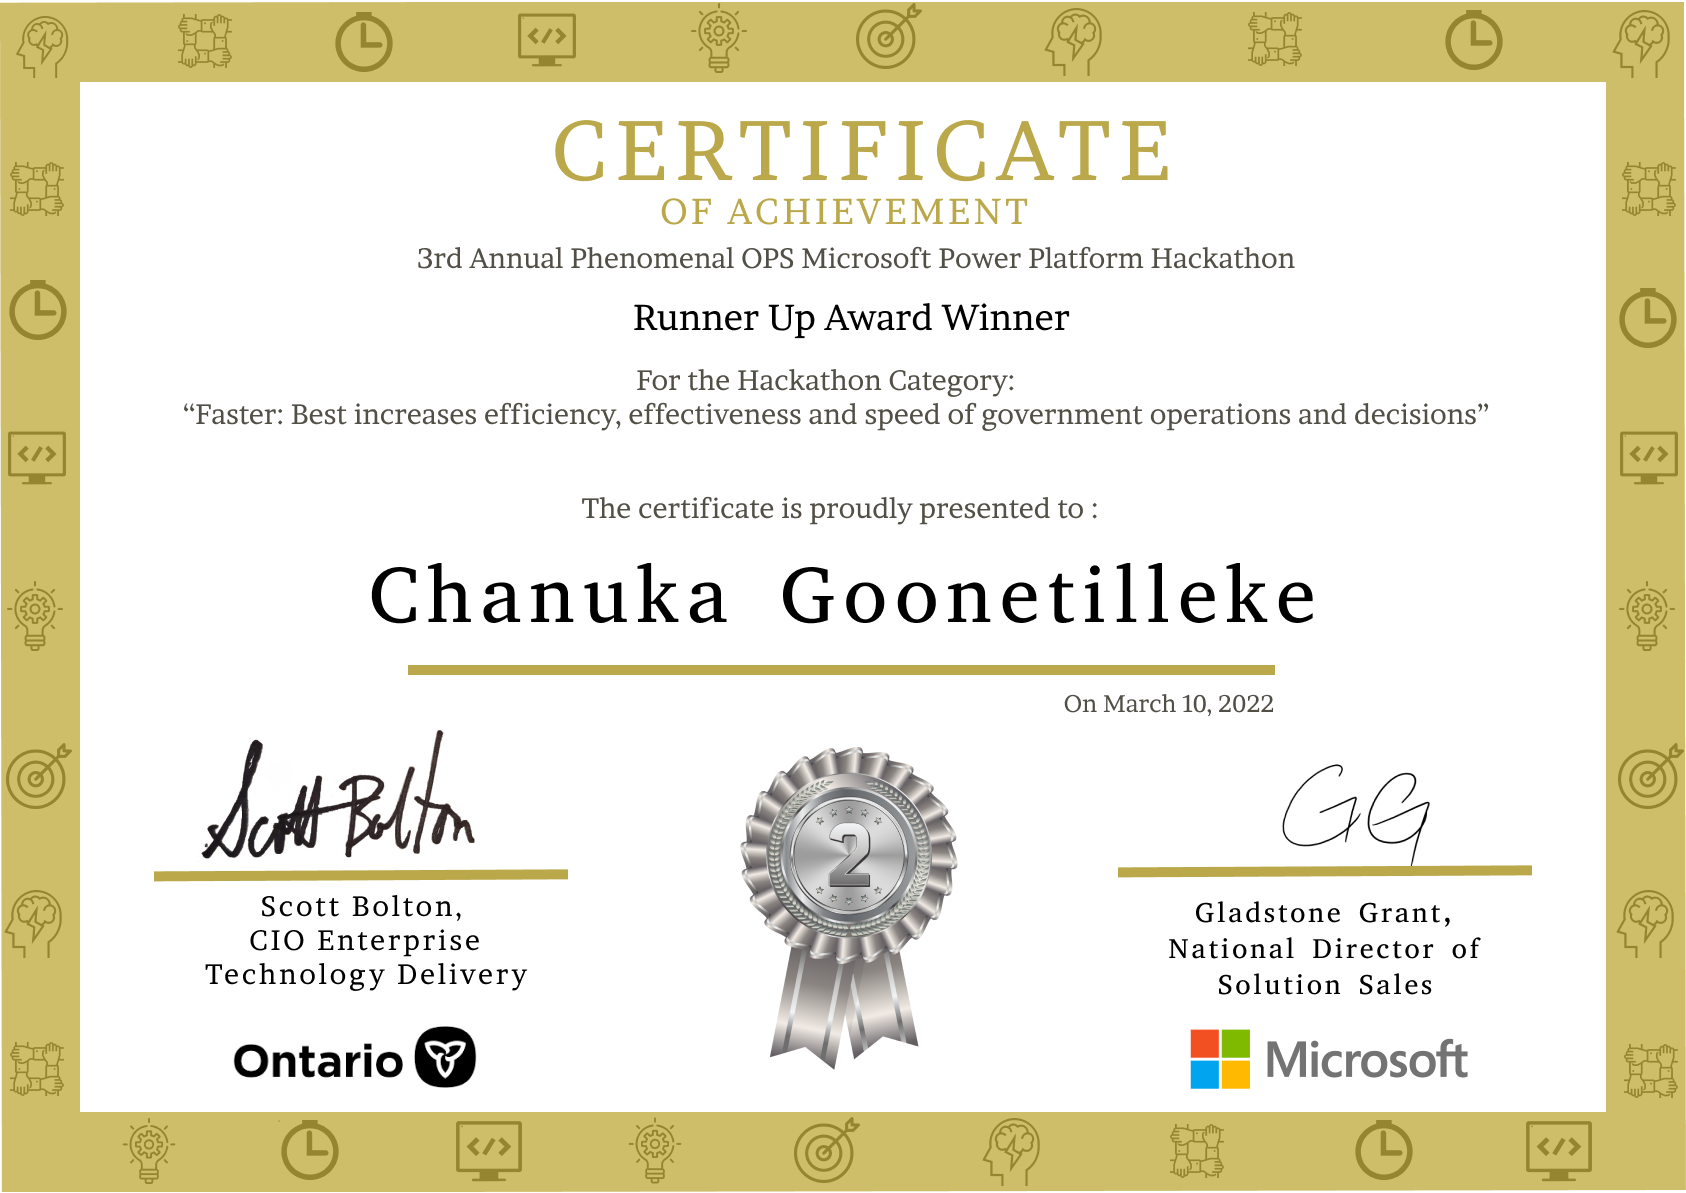 CERTIFICATE
OF ACHIEVEMENT
3rd Annual Phenomenal OPS Microsoft Power Platform Hackathon
Runner Up Award Winner
For the Hackathon Category:
“Faster: Best increases efficiency, effectiveness and speed of government operations and decisions”
The certificate is proudly presented to :
Chanuka Goonetilleke
On March 10, 2022
Scott Bolton
GG
2
Scott Bolton,
CIO Enterprise
Technology Delivery
Gladstone Grant,
National Director of
Solution Sales
Ontario
Microsoft